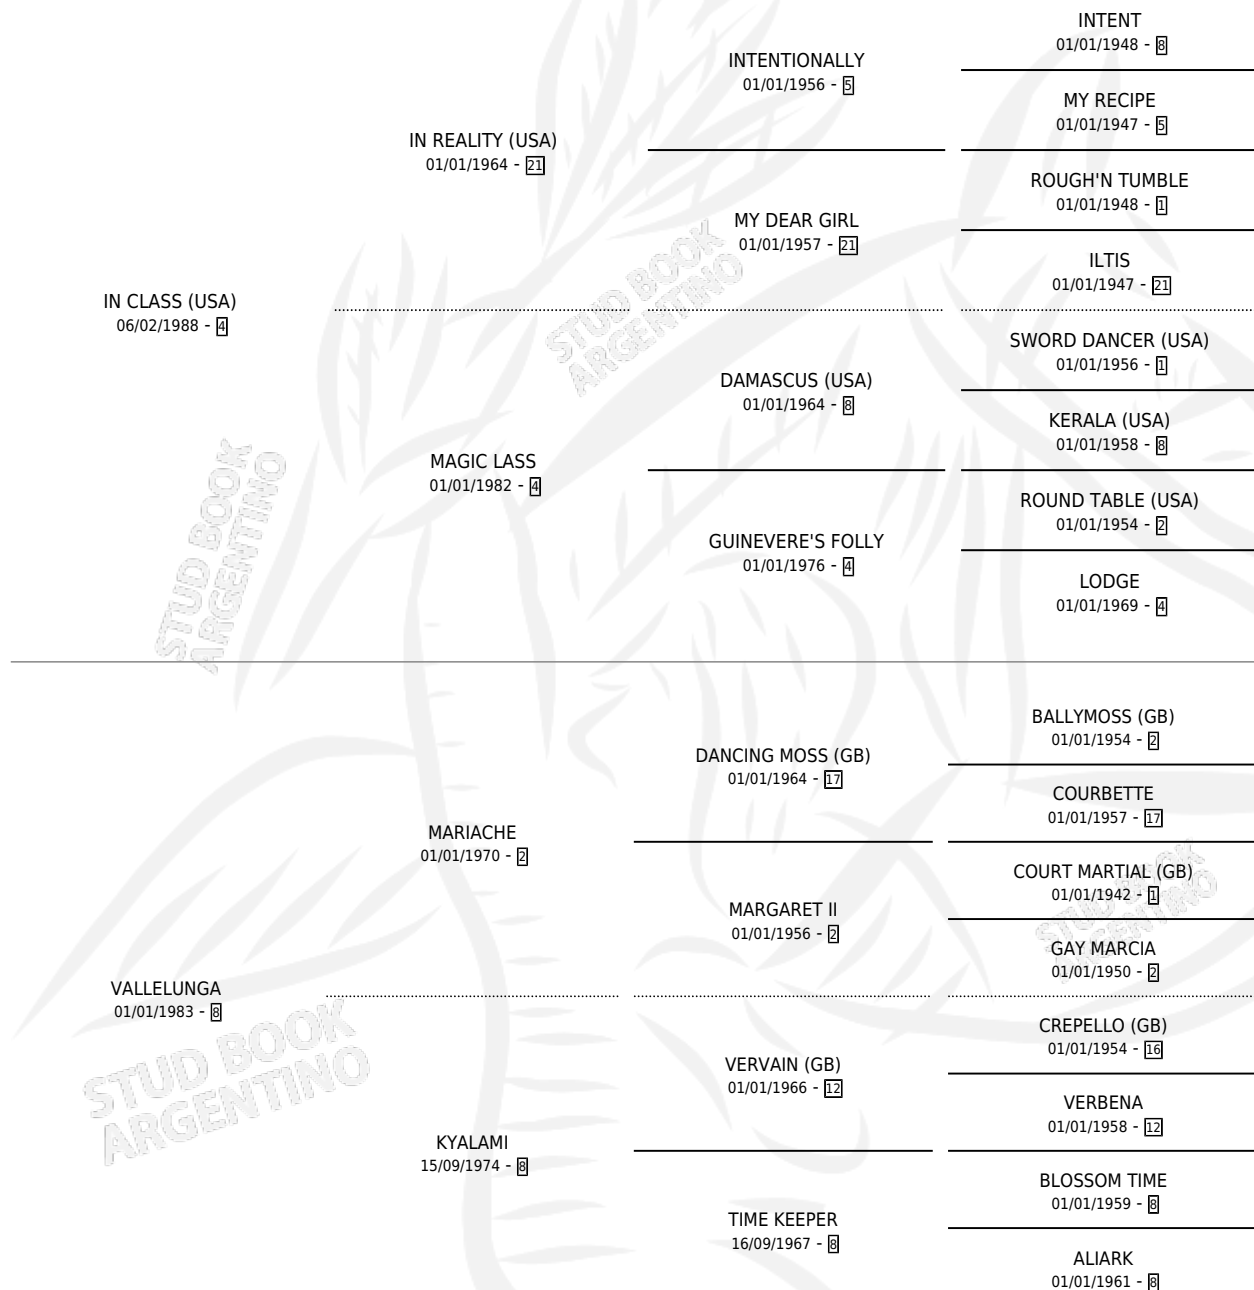 INTENT
01/01/1948 - 8
INTENTIONALLY
01/01/1956 - 5
MY RECIPE
01/01/1947 - 5
IN REALITY (USA)
01/01/1964 - 21
ROUGH'N TUMBLE
01/01/1948 - 1
MY DEAR GIRL
01/01/1957 - 21
ILTIS
01/01/1947 - 21
IN CLASS (USA)
06/02/1988 - 4
SWORD DANCER (USA)
01/01/1956 - 1
DAMASCUS (USA)
01/01/1964 - 8
KERALA (USA)
01/01/1958 - 8
MAGIC LASS
01/01/1982 - 4
ROUND TABLE (USA)
01/01/1954 - 2
GUINEVERE'S FOLLY
01/01/1976 - 4
LODGE
01/01/1969 - 4
BALLYMOSS (GB)
01/01/1954 - 2
DANCING MOSS (GB)
01/01/1964 - 17
COURBETTE
01/01/1957 - 17
MARIACHE
01/01/1970 - 2
COURT MARTIAL (GB)
01/01/1942 - 1
MARGARET II
01/01/1956 - 2
GAY MARCIA
01/01/1950 - 2
VALLELUNGA
01/01/1983 - 8
CREPELLO (GB)
01/01/1954 - 16
VERVAIN (GB)
01/01/1966 - 12
VERBENA
01/01/1958 - 12
KYALAMI
15/09/1974 - 8
BLOSSOM TIME
01/01/1959 - 8
TIME KEEPER
16/09/1967 - 8
ALIARK
01/01/1961 - 8
STUD BOOK
ARGENTINO
STUD BOOK
ARGENTINO
STUD BOOK
ARGENTINO
STUD BOOK
ARGENTINO